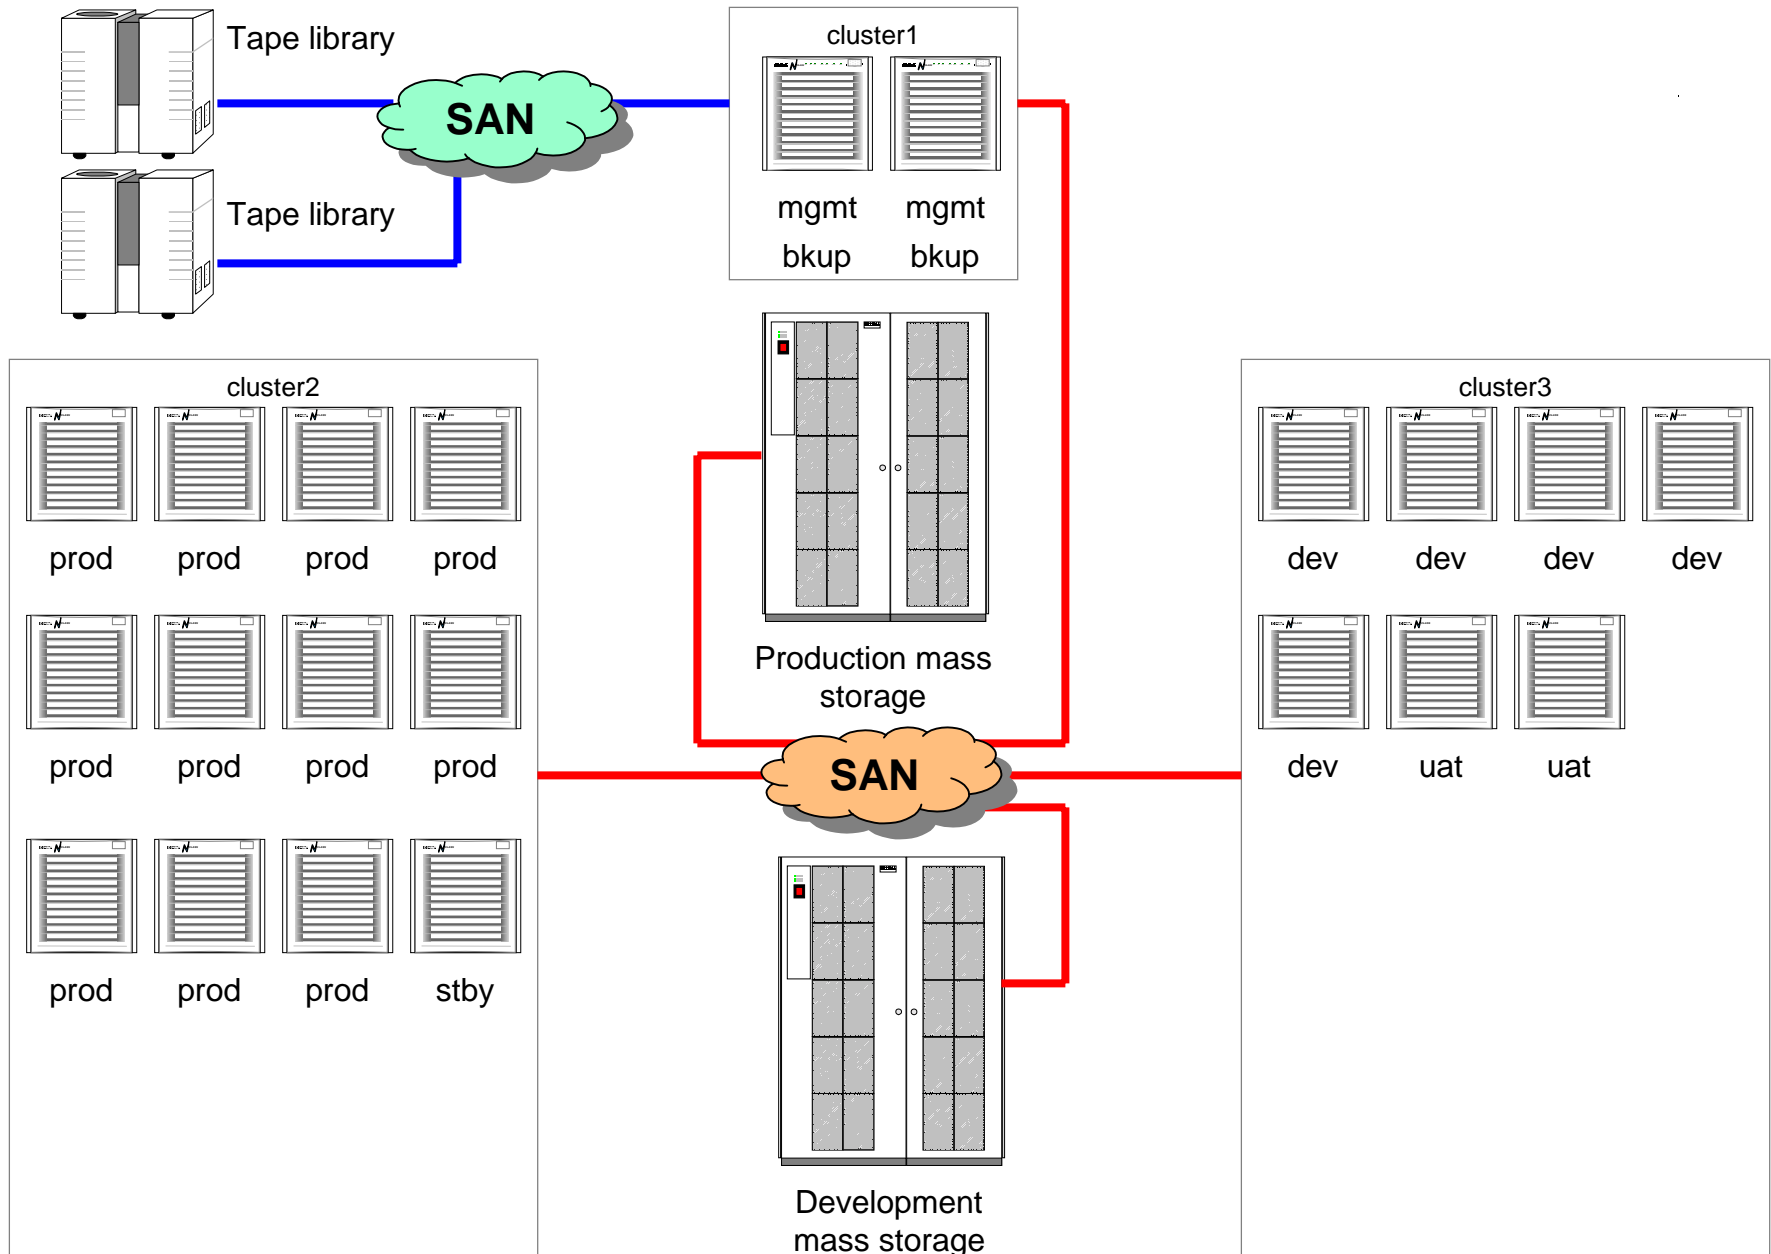 Tape library
SAN
cluster1
mgmt mgmt
bkup bkup
Tape library
Production mass
storage
cluster2
prod prod prod prod
prod prod prod prod
prod prod prod stby
SAN
cluster3
dev dev dev dev
dev uat uat
Development
mass storage